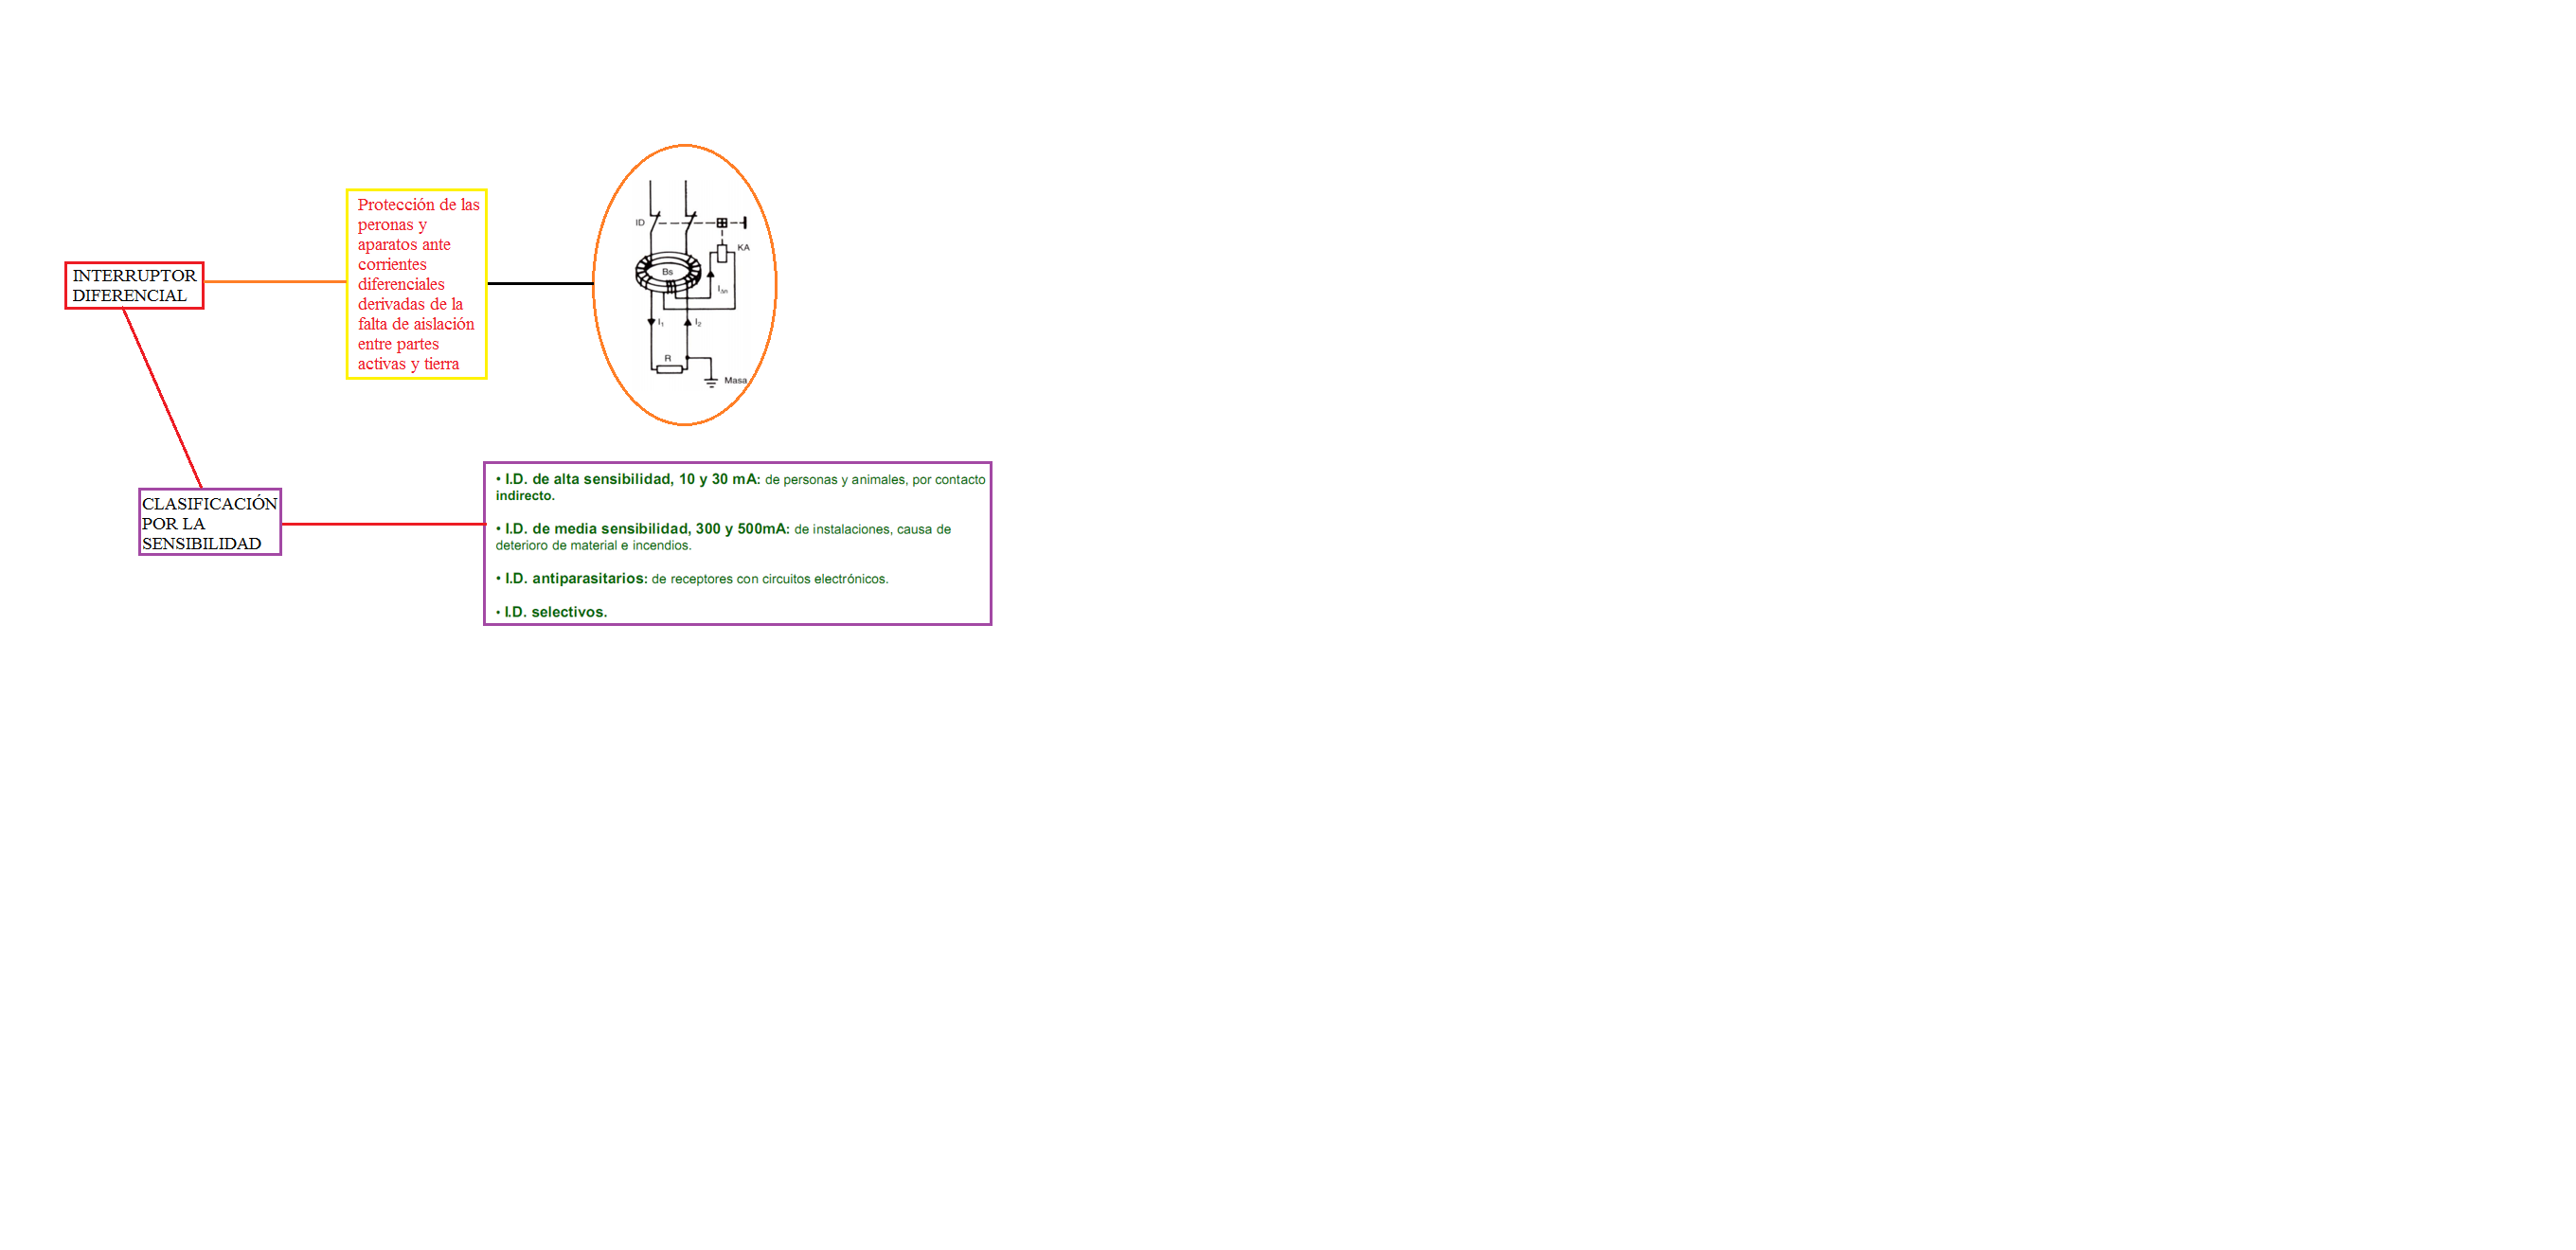 INTERRUPTOR
DIFERENCIAL
Protección de las
peronas y
aparatos ante
corrientes
diferenciales
derivadas de la
falta de aislación
entre partes
activas y tierra
ID
KA
Bs
I∆n
I1
I2
R
Masa
CLASIFICACIÓN
POR LA
SENSIBILIDAD
• I.D. de alta sensibilidad, 10 y 30 mA: de personas y animales, por contacto
indirecto.
• I.D. de media sensibilidad, 300 y 500mA: de instalaciones, causa de
deterioro de material e incendios.
• I.D. antiparasitarios: de receptores con circuitos electrónicos.
• I.D. selectivos.